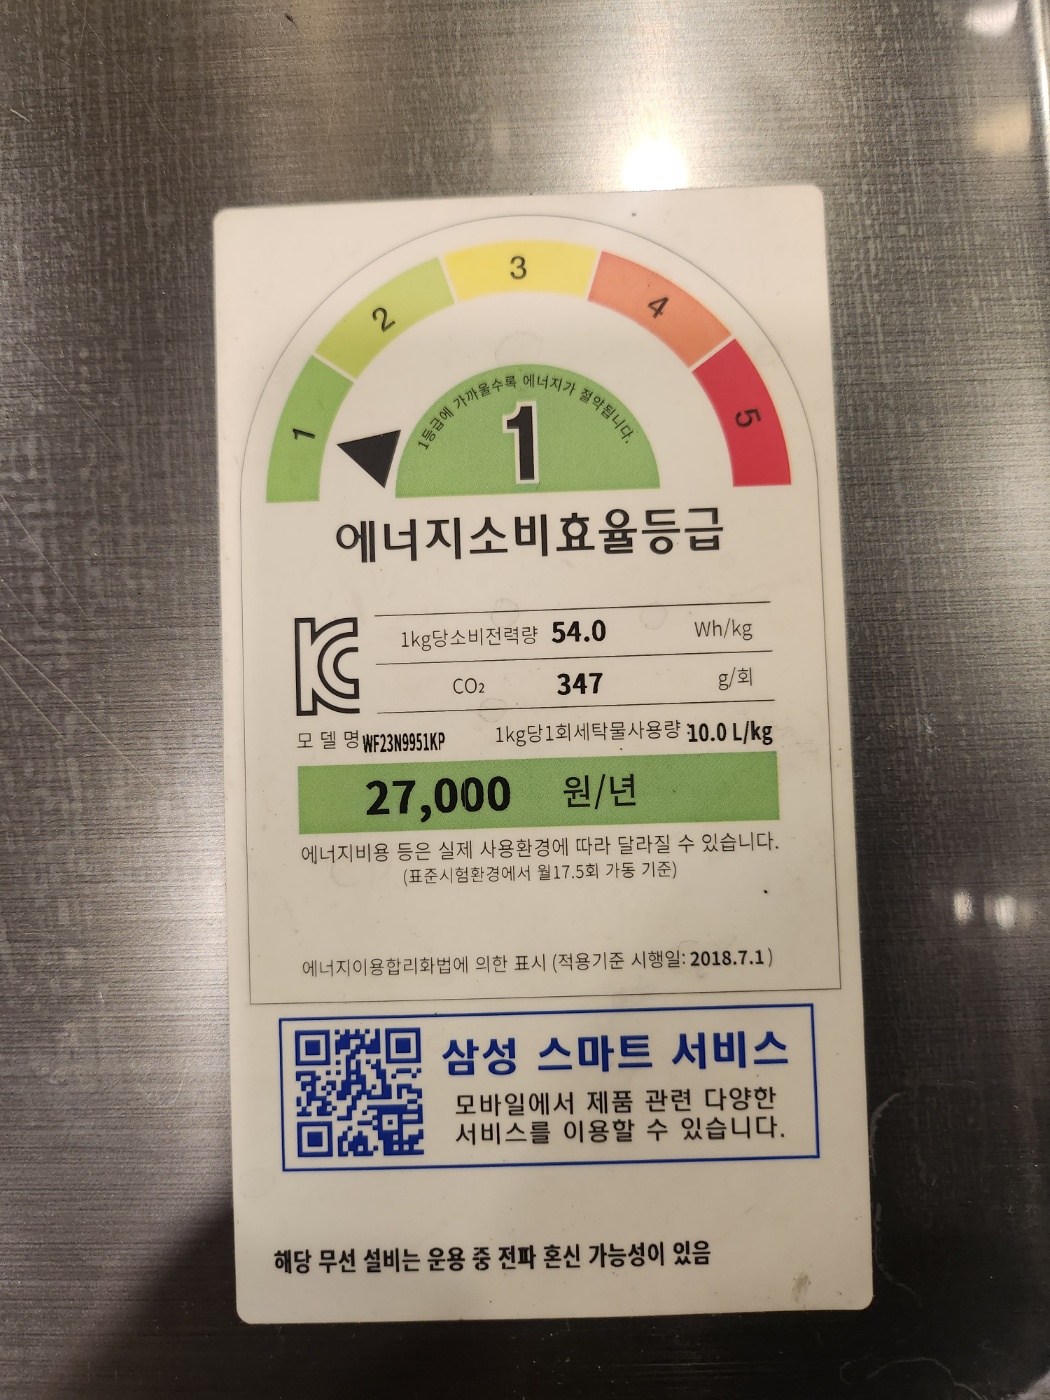 1
2
3
4
5
1등급에 가까울수록 에너지가 절약됩니다.
1
에너지소비효율등급
KC
1kg당소비전력량 54.0 Wh/kg
CO₂ 347 g/회
모델명 WF23N9951KP 1kg당1회세탁물사용량 10.0 L/kg
27,000 원/년
에너지비용 등은 실제 사용환경에 따라 달라질 수 있습니다.
(표준시험환경에서 월17.5회 가동 기준)
에너지이용합리화법에 의한 표시 (적용기준 시행일: 2018.7.1)
삼성 스마트 서비스
모바일에서 제품 관련 다양한
서비스를 이용할 수 있습니다.
해당 무선 설비는 운용 중 전파 혼신 가능성이 있음